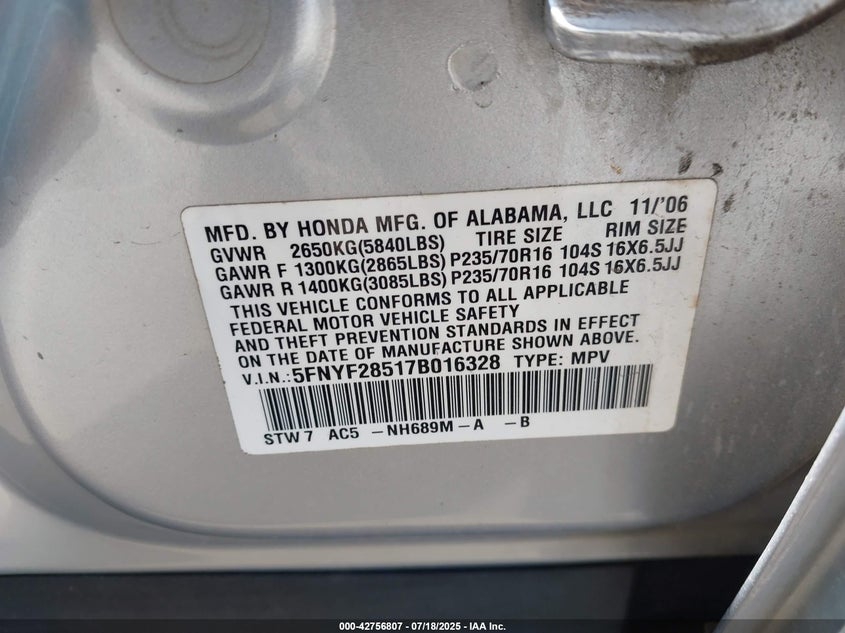 MFD. BY HONDA MFG. OF ALABAMA, LLC 11/'06
GVWR 2650KG(5840LBS) TIRE SIZE RIM SIZE
GAWR F 1300KG(2865LBS) P235/70R16 104S 16X6.5JJ
GAWR R 1400KG(3085LBS) P235/70R16 104S 16X6.5JJ
THIS VEHICLE CONFORMS TO ALL APPLICABLE
FEDERAL MOTOR VEHICLE SAFETY
AND THEFT PREVENTION STANDARDS IN EFFECT
ON THE DATE OF MANUFACTURE SHOWN ABOVE.
V.I.N.:5FNYF28517B016328 TYPE: MPV
STW7 AC5 -NH689M-A -B
000-42756807 / 07/18/2025 - IAA Inc.